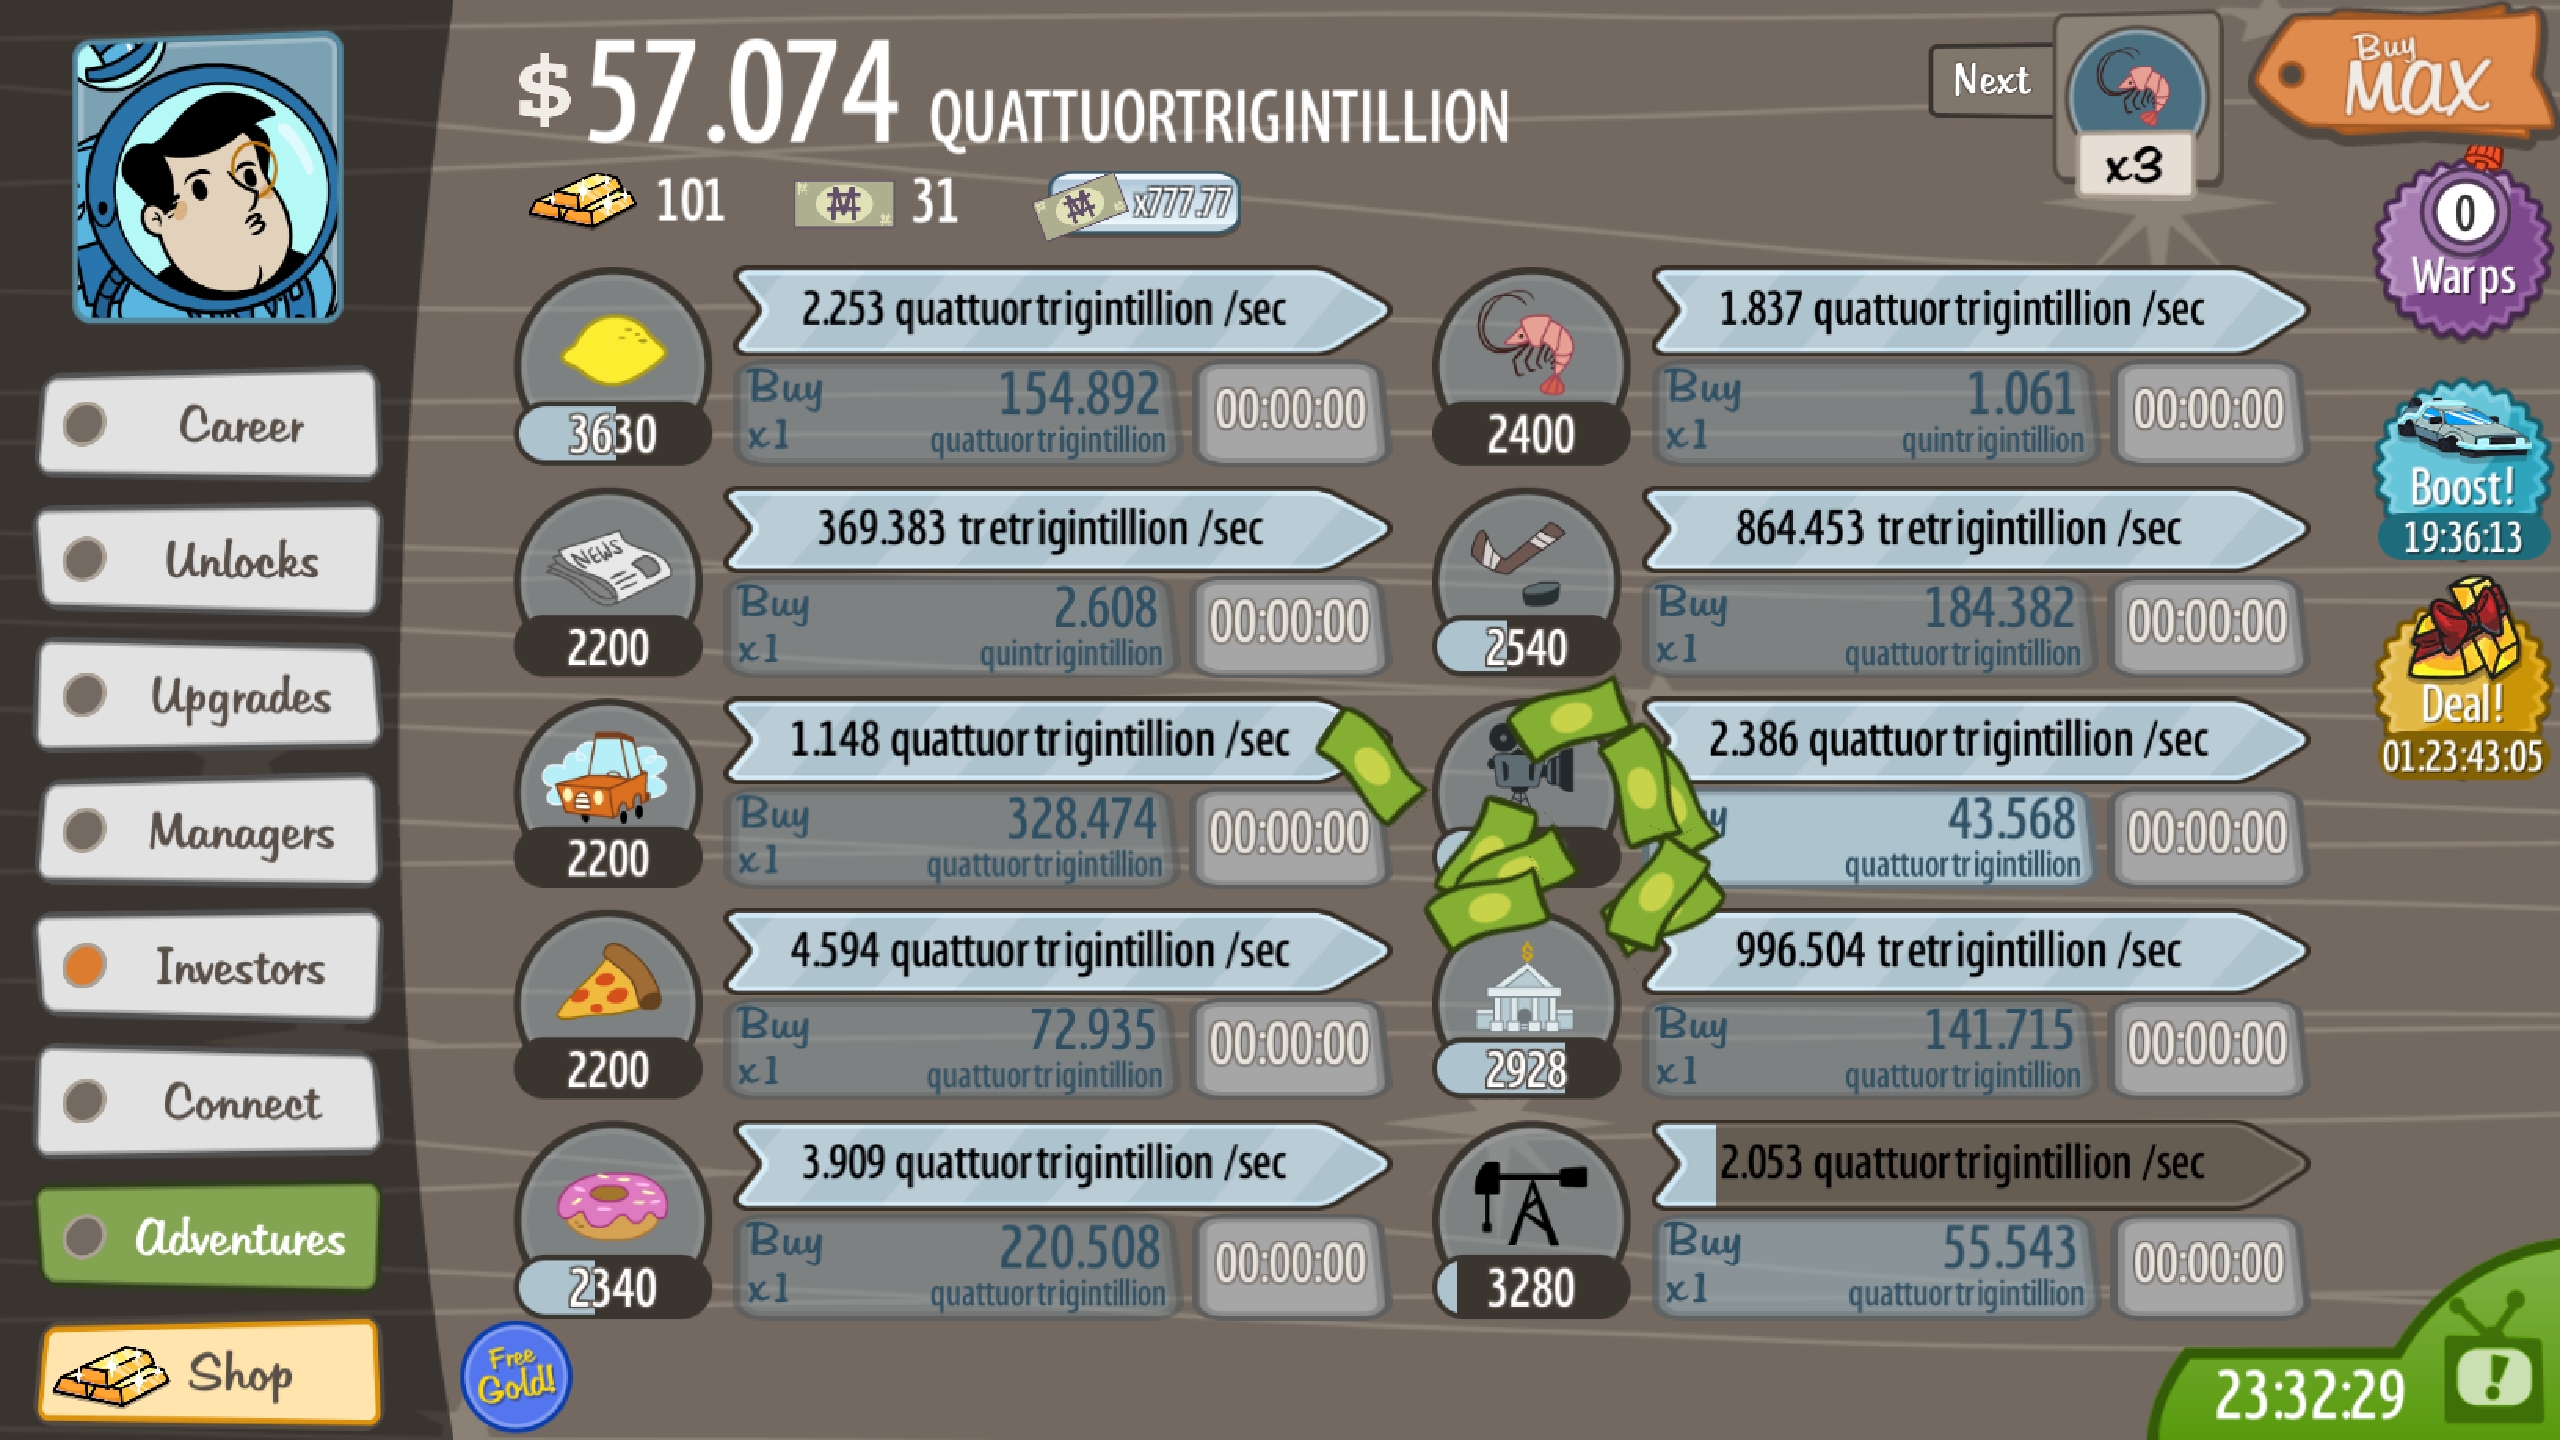 $57.074 QUATTUORTRIGINTILLION
Next
x3
Buy
MAX
101
31
x777.77
0
Warps
Boost!
19:36:13
Deal!
01:23:43:05
Career
Unlocks
Upgrades
Managers
Investors
Connect
Adventures
Shop
2.253 quattuortrigintillion /sec
3630
Buy 154.892
x1 quattuortrigintillion
00:00:00
1.837 quattuortrigintillion /sec
2400
Buy 1.061
x1 quintrigintillion
00:00:00
NEWS
369.383 tretrigintillion /sec
2200
Buy 2.608
x1 quintrigintillion
00:00:00
864.453 tretrigintillion /sec
2540
Buy 184.382
x1 quattuortrigintillion
00:00:00
1.148 quattuortrigintillion /sec
2200
Buy 328.474
x1 quattuortrigintillion
00:00:00
2.386 quattuortrigintillion /sec
43.568
quattuortrigintillion
00:00:00
4.594 quattuortrigintillion /sec
2200
Buy 72.935
x1 quattuortrigintillion
00:00:00
$
996.504 tretrigintillion /sec
2928
Buy 141.715
x1 quattuortrigintillion
00:00:00
3.909 quattuortrigintillion /sec
2340
Buy 220.508
x1 quattuortrigintillion
00:00:00
2.053 quattuortrigintillion /sec
3280
Buy 55.543
x1 quattuortrigintillion
00:00:00
Free
Gold!
23:32:29
!